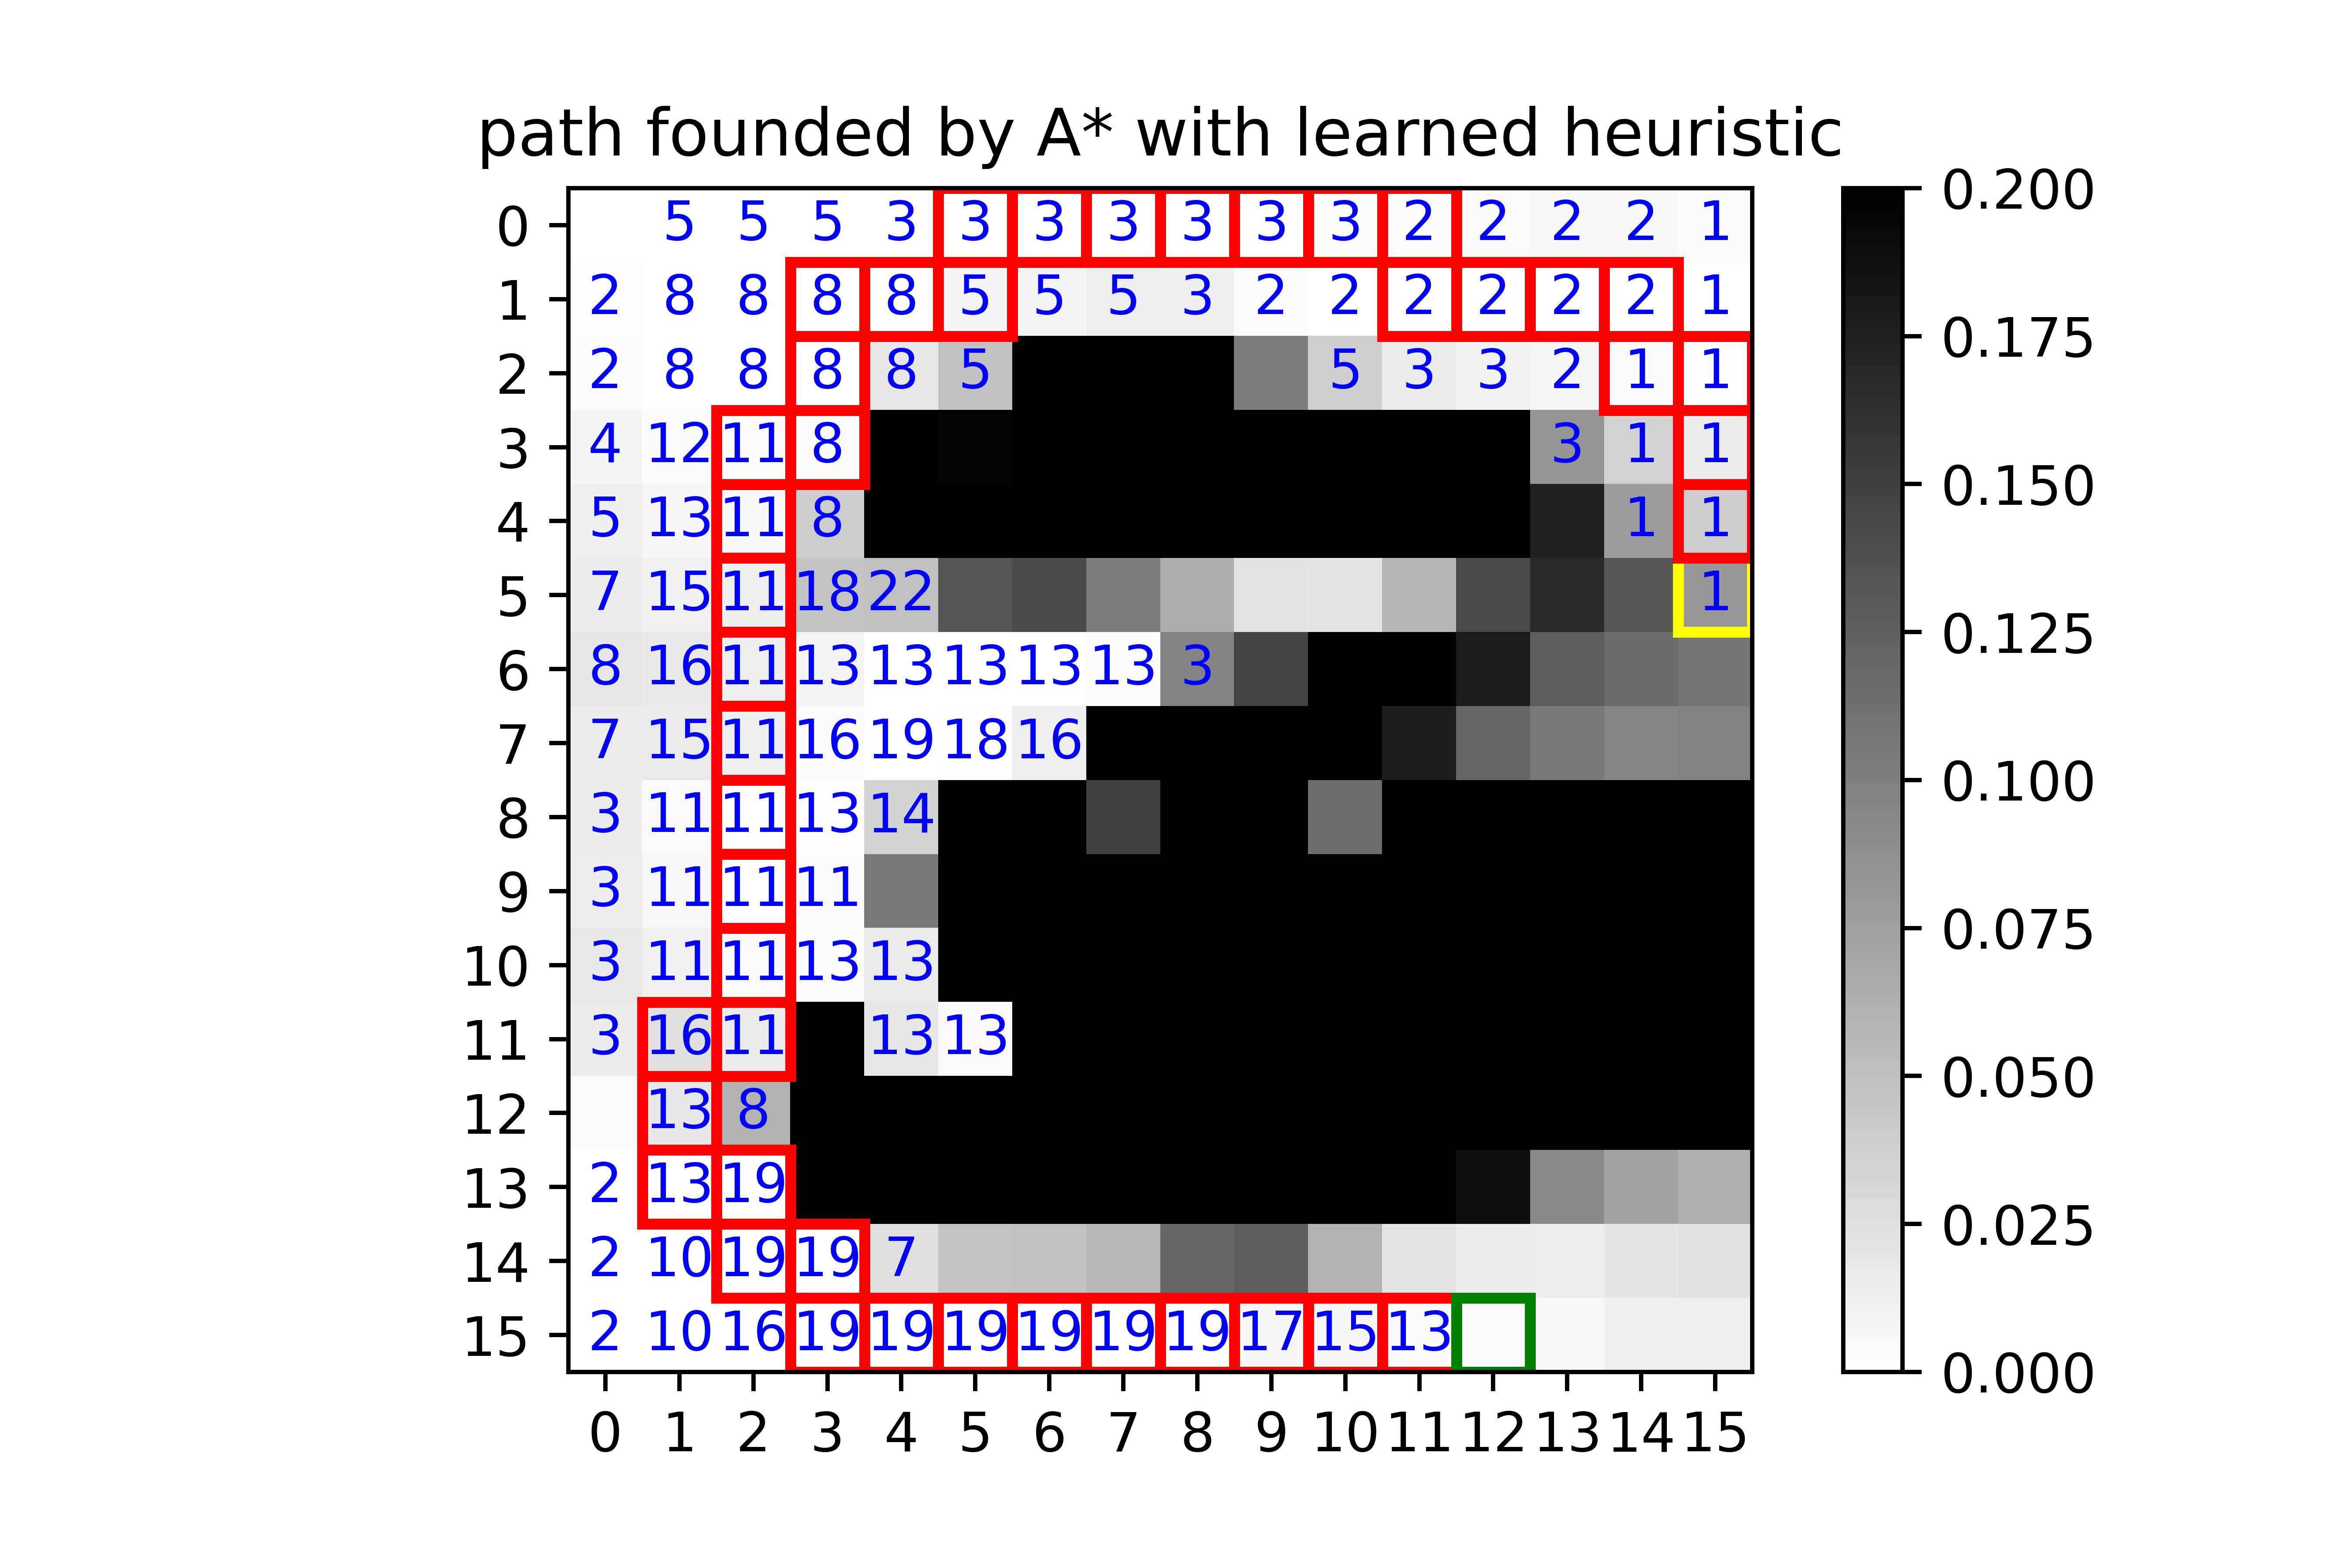 path founded by A* with learned heuristic
0 5 5 5 3 3 3 3 3 3 3 2 2 2 2 1
1 2 8 8 8 8 5 5 5 3 2 2 2 2 2 2 1
2 2 8 8 8 8 5 5 3 3 2 1 1
3 4 12 11 8 3 1 1
4 5 13 11 8 1 1
5 7 15 11 18 22 1
6 8 16 11 13 13 13 13 13 3
7 7 15 11 16 19 18 16
8 3 11 11 13 14
9 3 11 11 11
10 3 11 11 13 13
11 3 16 11 13 13
12 13 8
13 2 13 19
14 2 10 19 19 7
15 2 10 16 19 19 19 19 19 19 17 15 13
0 1 2 3 4 5 6 7 8 9 10 11 12 13 14 15
0.200
0.175
0.150
0.125
0.100
0.075
0.050
0.025
0.000